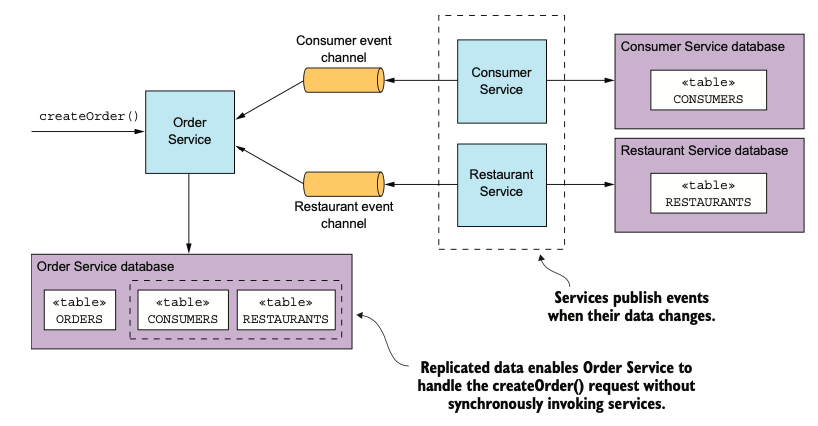 Consumer event
channel
createOrder()
Order
Service
Consumer
Service
Consumer Service database
«table»
CONSUMERS
Restaurant event
channel
Restaurant
Service
Restaurant Service database
«table»
RESTAURANTS
Order Service database
«table»
ORDERS
«table»
CONSUMERS
«table»
RESTAURANTS
Services publish events
when their data changes.
Replicated data enables Order Service to
handle the createOrder() request without
synchronously invoking services.